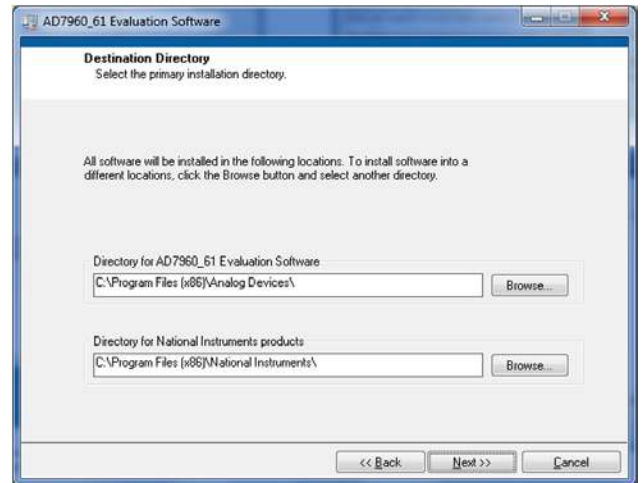 AD7960_61 Evaluation Software
Destination Directory
Select the primary installation directory.
All software will be installed in the following locations. To install software into a
different locations, click the Browse button and select another directory.
Directory for AD7960_61 Evaluation Software
C:\Program Files (x86)\Analog Devices\
Browse...
Directory for National Instruments products
C:\Program Files (x86)\National Instruments\
Browse...
<< Back
Next >>
Cancel